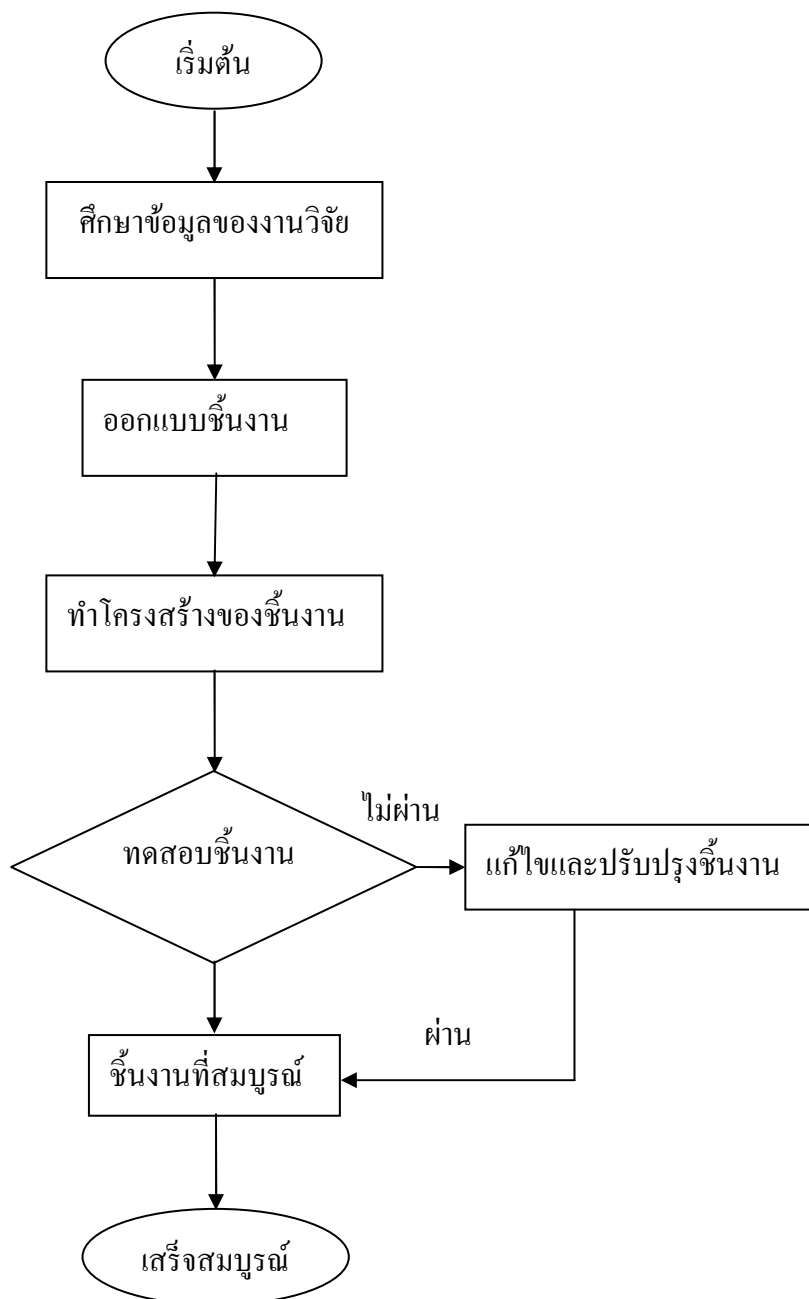 เริ่มต้น
ศึกษาข้อมูลของงานวิจัย
ออกแบบชิ้นงาน
ทำโครงสร้างของชิ้นงาน
ทดสอบชิ้นงาน
ไม่ผ่าน
แก้ไขและปรับปรุงชิ้นงาน
ผ่าน
ชิ้นงานที่สมบูรณ์
เสร็จสมบูรณ์